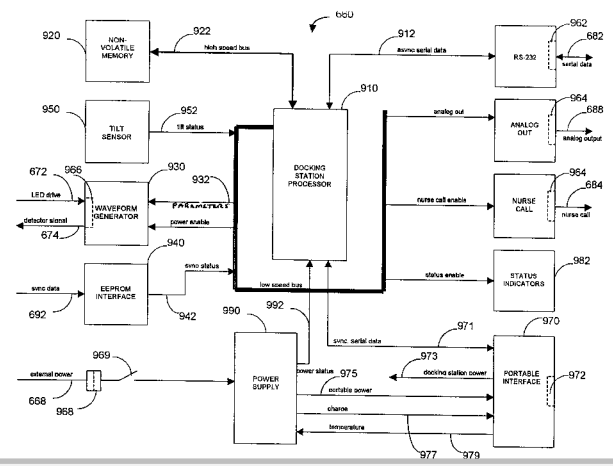 660
920
NON-
VOLATILE
MEMORY
922
high speed bus
912
async serial data
RS-232
962
682
serial data
910
950
TILT
SENSOR
952
tilt status
DOCKING
STATION
PROCESSOR
analog out
ANALOG
OUT
964
688
analog output
672
966
930
LED drive
WAVEFORM
GENERATOR
932
PARAMETERS
power enable
detector signal
674
nurse call enable
NURSE
CALL
964
684
nurse call
940
sync data
692
EEPROM
INTERFACE
sync status
942
low speed bus
status enable
STATUS
INDICATORS
982
990
992
971
970
sync. serial data
969
external power
668
968
POWER
SUPPLY
power status
975
973
docking station power
portable power
charge
temperature
977
979
PORTABLE
INTERFACE
972